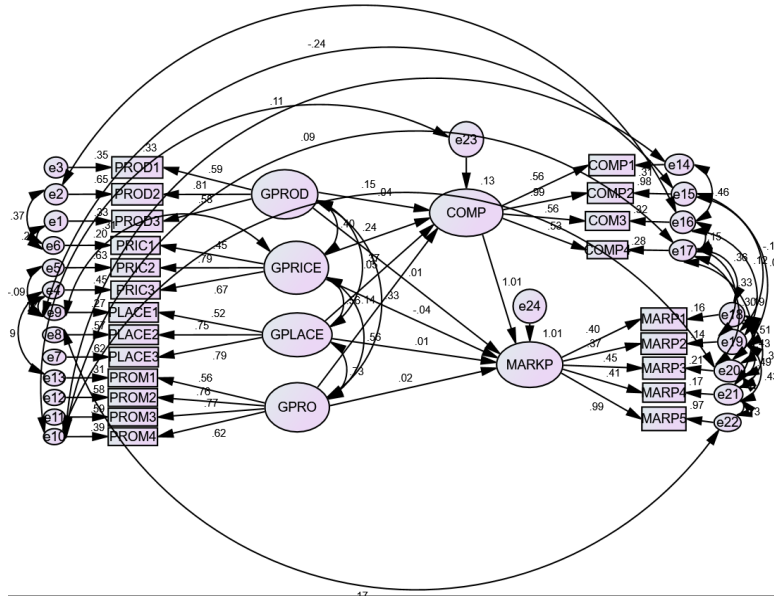 -.24
.11
.09
e23
e3 .35 .33 PROD1 .59
e2 .65 PROD2 .81 GPROD
e1 PROD3 .58
.37
e6 .20 PRIC1 .45
e5 .63 PRIC2 .79 GPRICE
e4 .45 PRIC3 .67
-.09
e9 .27 PLACE1 .52
e8 .57 PLACE2 .75 GPLACE
e7 .62 PLACE3 .79
9
e13 .31 PROM1 .56
e12 .58 PROM2 .76 GPRO
e11 .59 PROM3 .77
e10 .39 PROM4 .62
.15 .04 .13
COMP
.24
.40
.01
.14 .33
-.04
.56 .01
.73 .02
1.01
e24
1.01
MARKP
.56 COMP1 .31 e14
.99 COMP2 .98 e15 .46
.56 COM3 .32 e16
.53 COMP4 .28 e17 .15
.33
.40 MARP1 .16 e18
.37 MARP2 .14 e19
.45 MARP3 .21 e20
.41 MARP4 .17 e21
.99 MARP5 .97 e22
.17